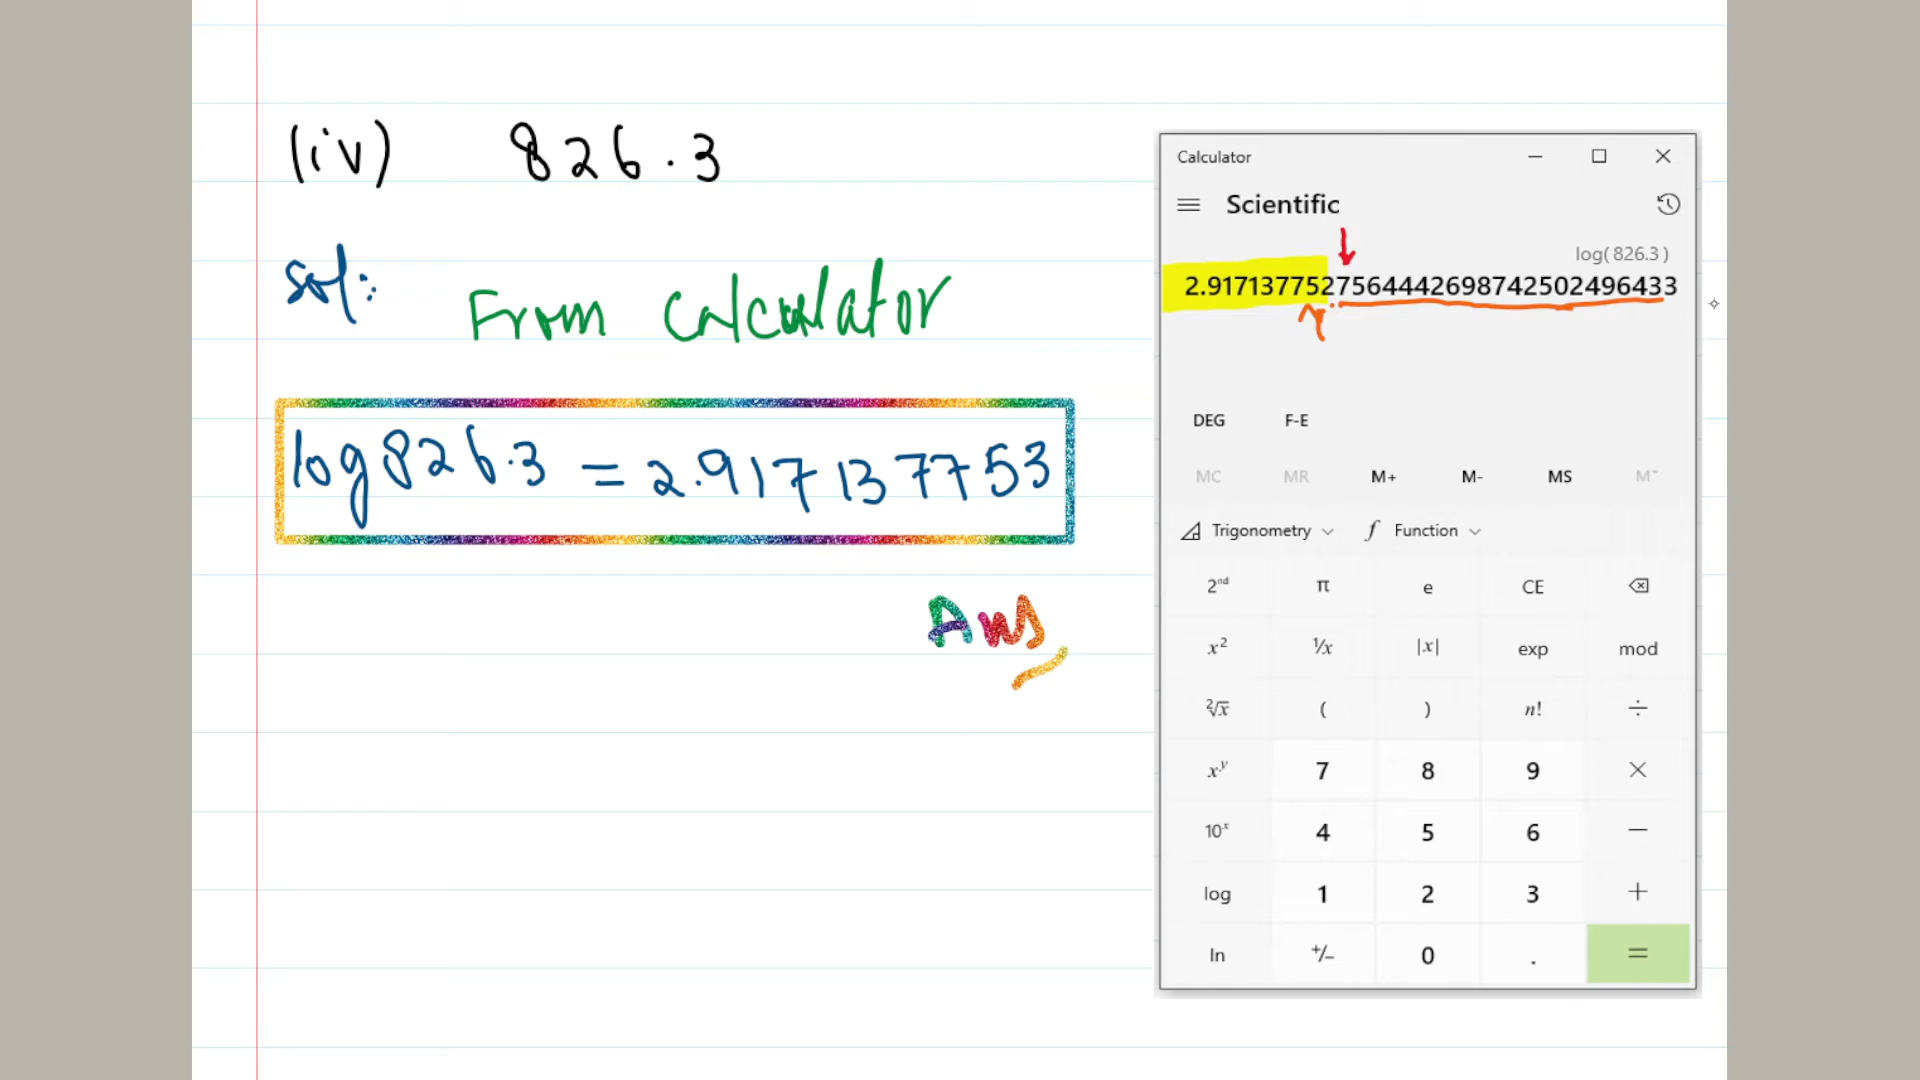 (iv) 826.3
Sol:
From Calculator
log 826.3 = 2.917137753
Ans
Calculator
Scientific
log( 826.3 )
2.9171377527564442698742502496433
DEG F-E
MC MR M+ M- MS M˅
Trigonometry f Function
2nd π e CE
x² ¹/x |x| exp mod
²√x ( ) n! ÷
xʸ 7 8 9 ×
10ˣ 4 5 6 −
log 1 2 3 +
ln +/− 0 . =